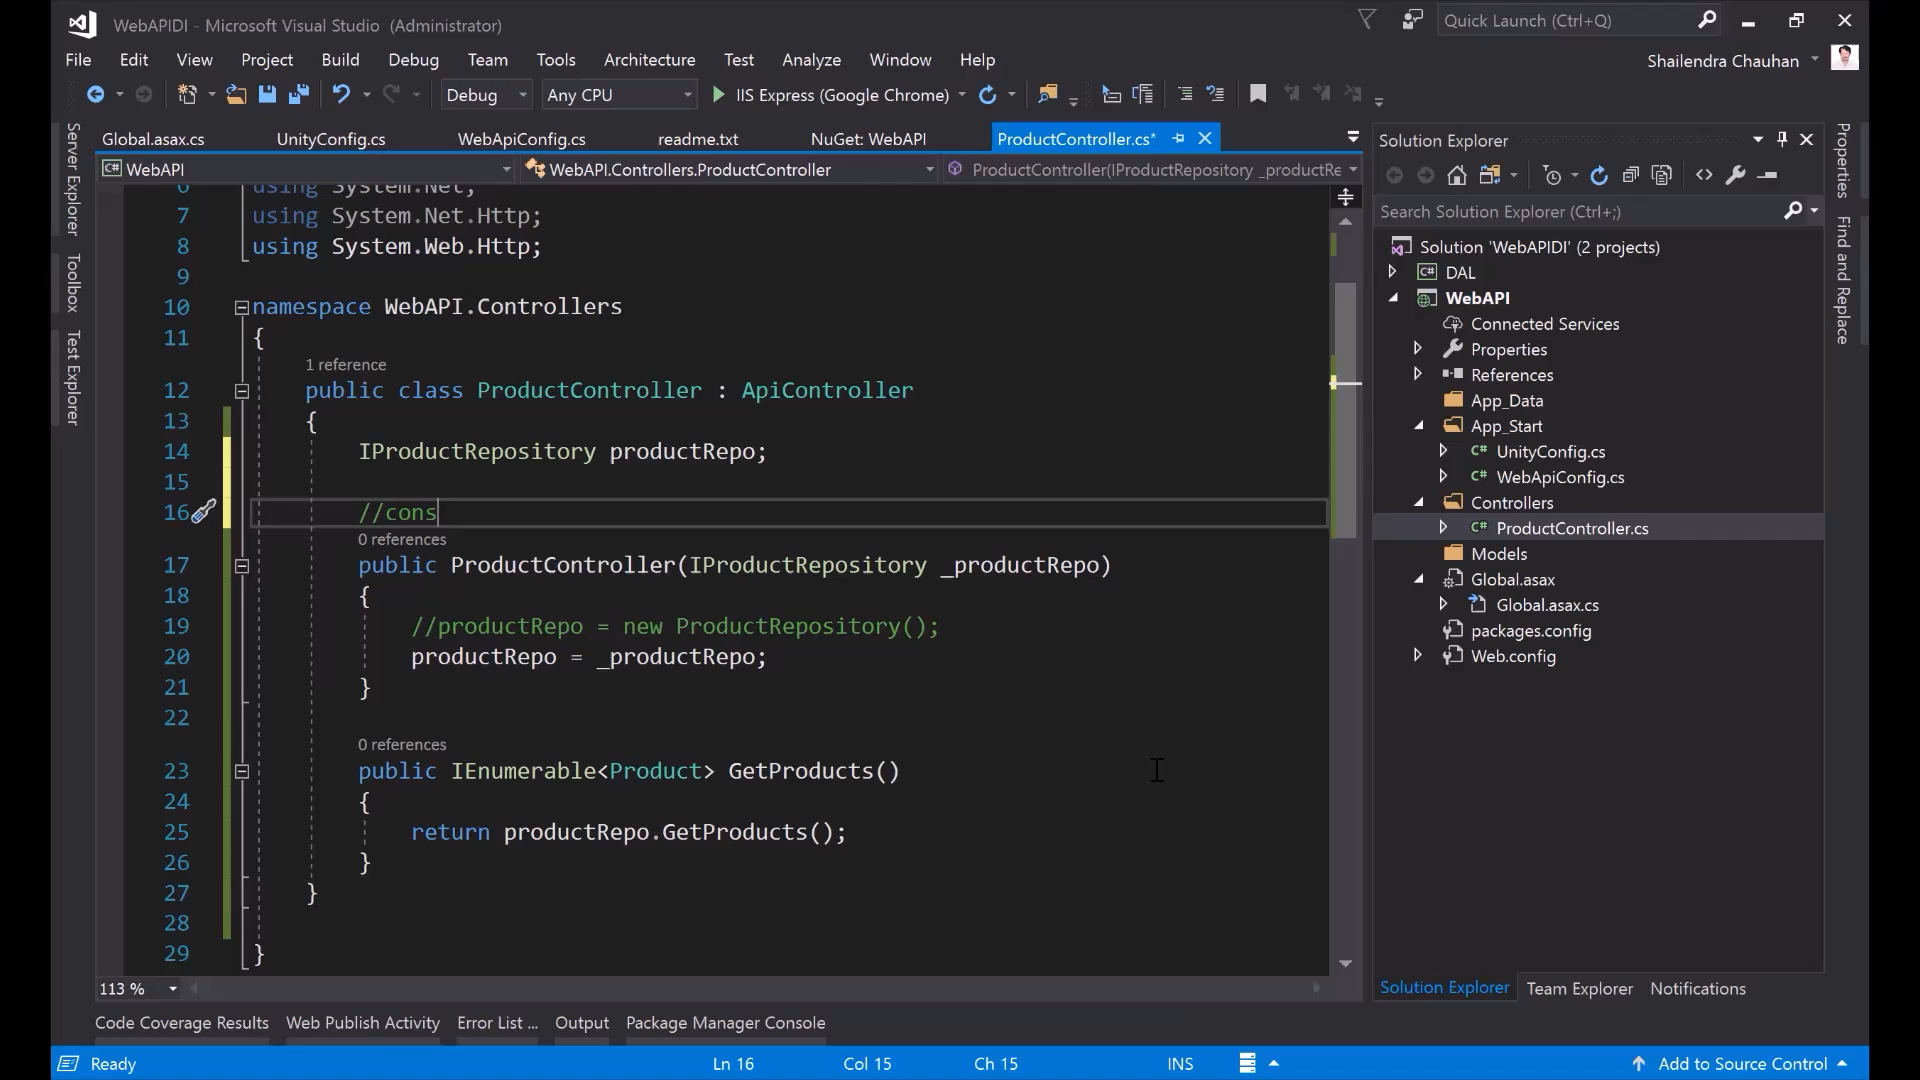 WebAPIDI - Microsoft Visual Studio (Administrator)
Quick Launch (Ctrl+Q)
File Edit View Project Build Debug Team Tools Architecture Test Analyze Window Help
Shailendra Chauhan
Debug Any CPU IIS Express (Google Chrome)
Server Explorer
Toolbox
Test Explorer
Global.asax.cs UnityConfig.cs WebApiConfig.cs readme.txt NuGet: WebAPI ProductController.cs*
C# WebAPI WebAPI.Controllers.ProductController ProductController(IProductRepository _productRe
6 using System.Net;
7 using System.Net.Http;
8 using System.Web.Http;
9
10 namespace WebAPI.Controllers
11 {
1 reference
12 public class ProductController : ApiController
13 {
14 IProductRepository productRepo;
15
16 //cons
0 references
17 public ProductController(IProductRepository _productRepo)
18 {
19 //productRepo = new ProductRepository();
20 productRepo = _productRepo;
21 }
22
0 references
23 public IEnumerable<Product> GetProducts()
24 {
25 return productRepo.GetProducts();
26 }
27 }
28
29 }
113 %
Solution Explorer
Search Solution Explorer (Ctrl+;)
Solution 'WebAPIDI' (2 projects)
C# DAL
WebAPI
Connected Services
Properties
References
App_Data
App_Start
C# UnityConfig.cs
C# WebApiConfig.cs
Controllers
C# ProductController.cs
Models
Global.asax
Global.asax.cs
packages.config
Web.config
Solution Explorer Team Explorer Notifications
Properties
Find and Replace
Code Coverage Results Web Publish Activity Error List ... Output Package Manager Console
Ready Ln 16 Col 15 Ch 15 INS Add to Source Control